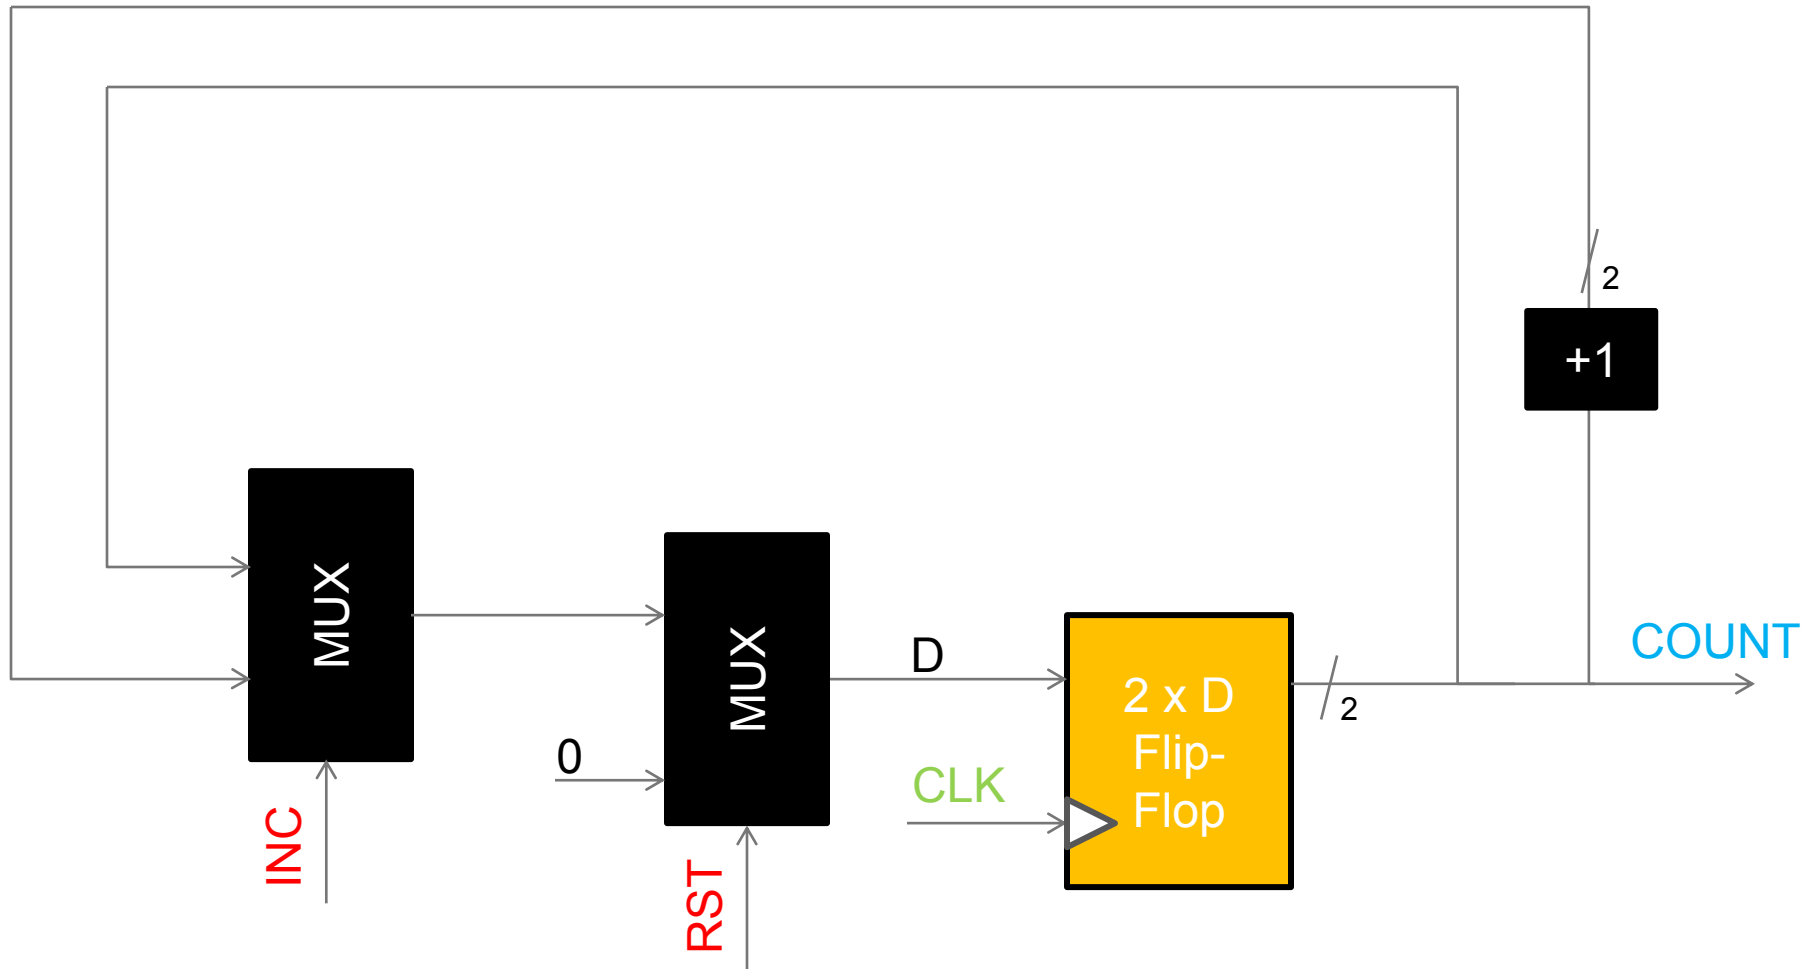 2
+1
MUX
MUX
D
COUNT
2 x D
Flip-
Flop
2
0
CLK
INC
RST